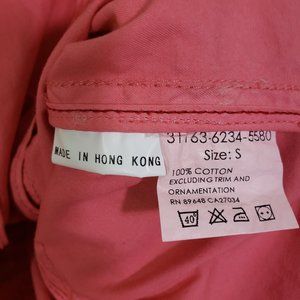 MADE IN HONG KONG
31763-6234-5580
Size: S
100% COTTON
EXCLUDING TRIM AND
ORNAMENTATION
RN 89648 CA27034
40°